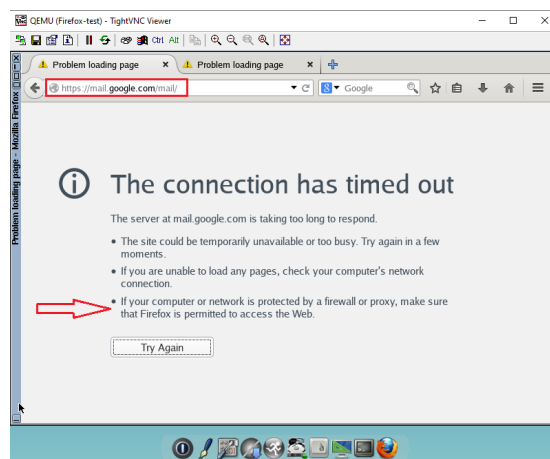 QEMU (Firefox-test) - TightVNC Viewer
Ctrl Alt
Problem loading page - Mozilla Firefox
Problem loading page
Problem loading page
https://mail.google.com/mail/
Google
The connection has timed out
The server at mail.google.com is taking too long to respond.
The site could be temporarily unavailable or too busy. Try again in a few
moments.
If you are unable to load any pages, check your computer's network
connection.
If your computer or network is protected by a firewall or proxy, make sure
that Firefox is permitted to access the Web.
Try Again